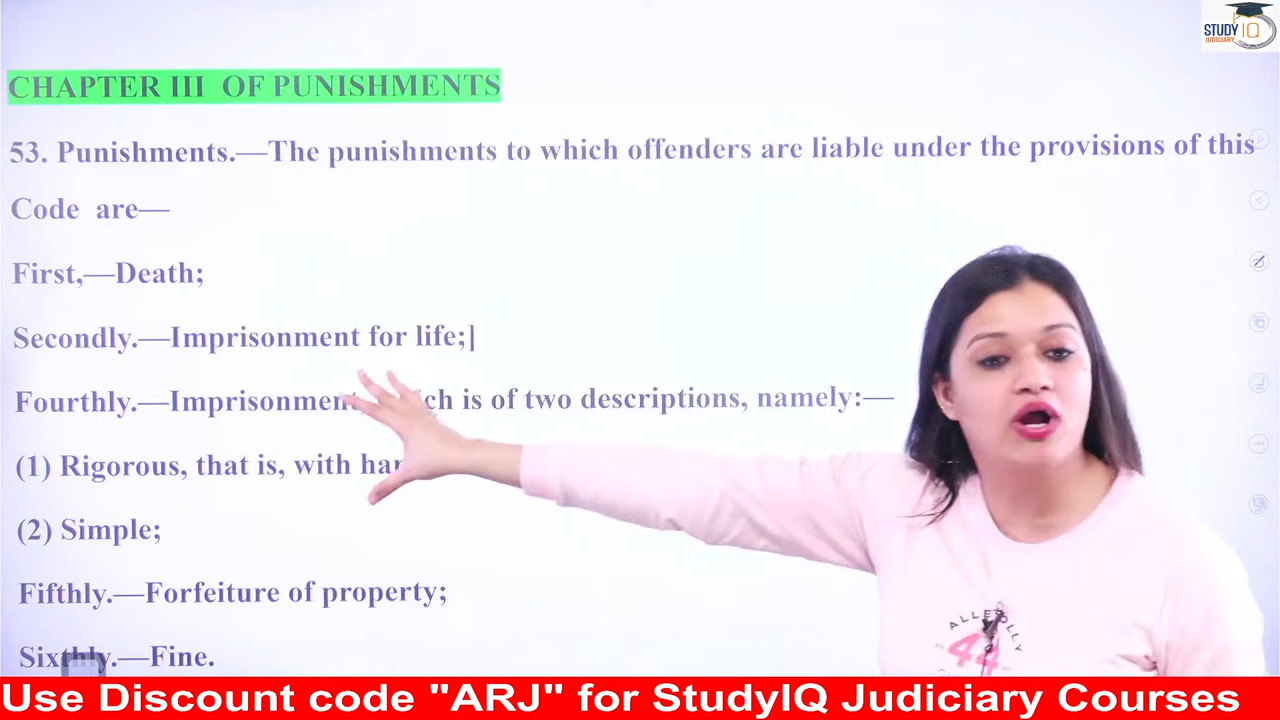 STUDY IQ
JUDICIARY
CHAPTER III OF PUNISHMENTS
53. Punishments.—The punishments to which offenders are liable under the provisions of this
Code are—
First,—Death;
Secondly.—Imprisonment for life;]
Fourthly.—Imprisonment, is of two descriptions, namely:—
(1) Rigorous, that is, with
(2) Simple;
Fifthly.—Forfeiture of property;
Sixthly.—Fine.
44
Use Discount code "ARJ" for StudyIQ Judiciary Courses